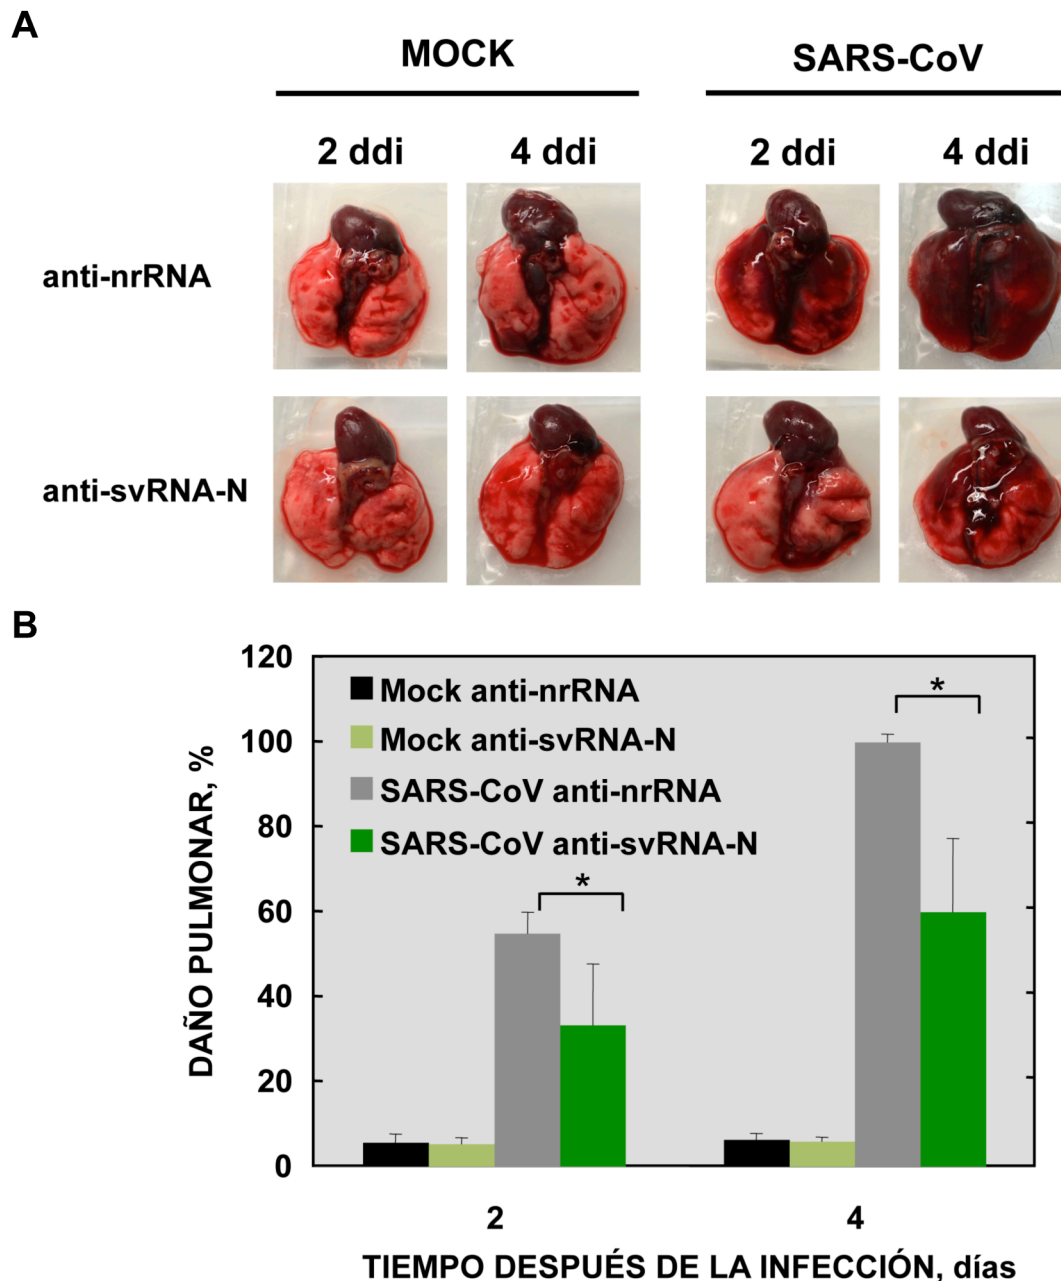 A
MOCK
SARS-CoV
2 ddi
4 ddi
2 ddi
4 ddi
anti-nrRNA
anti-svRNA-N
B
120
100
80
60
40
20
0
DAÑO PULMONAR, %
Mock anti-nrRNA
Mock anti-svRNA-N
SARS-CoV anti-nrRNA
SARS-CoV anti-svRNA-N
*
*
2
4
TIEMPO DESPUÉS DE LA INFECCIÓN, días